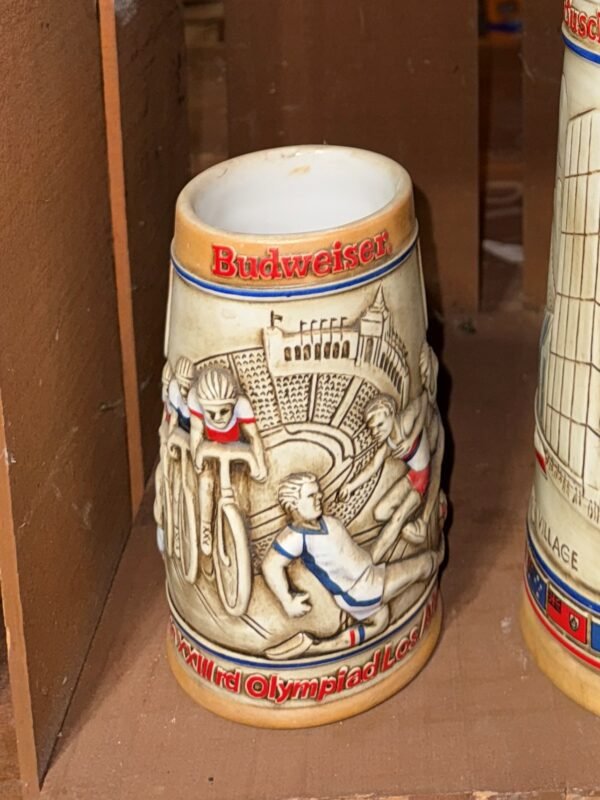 Budweiser.
XXIIIrd Olympiad Los
VILLAGE